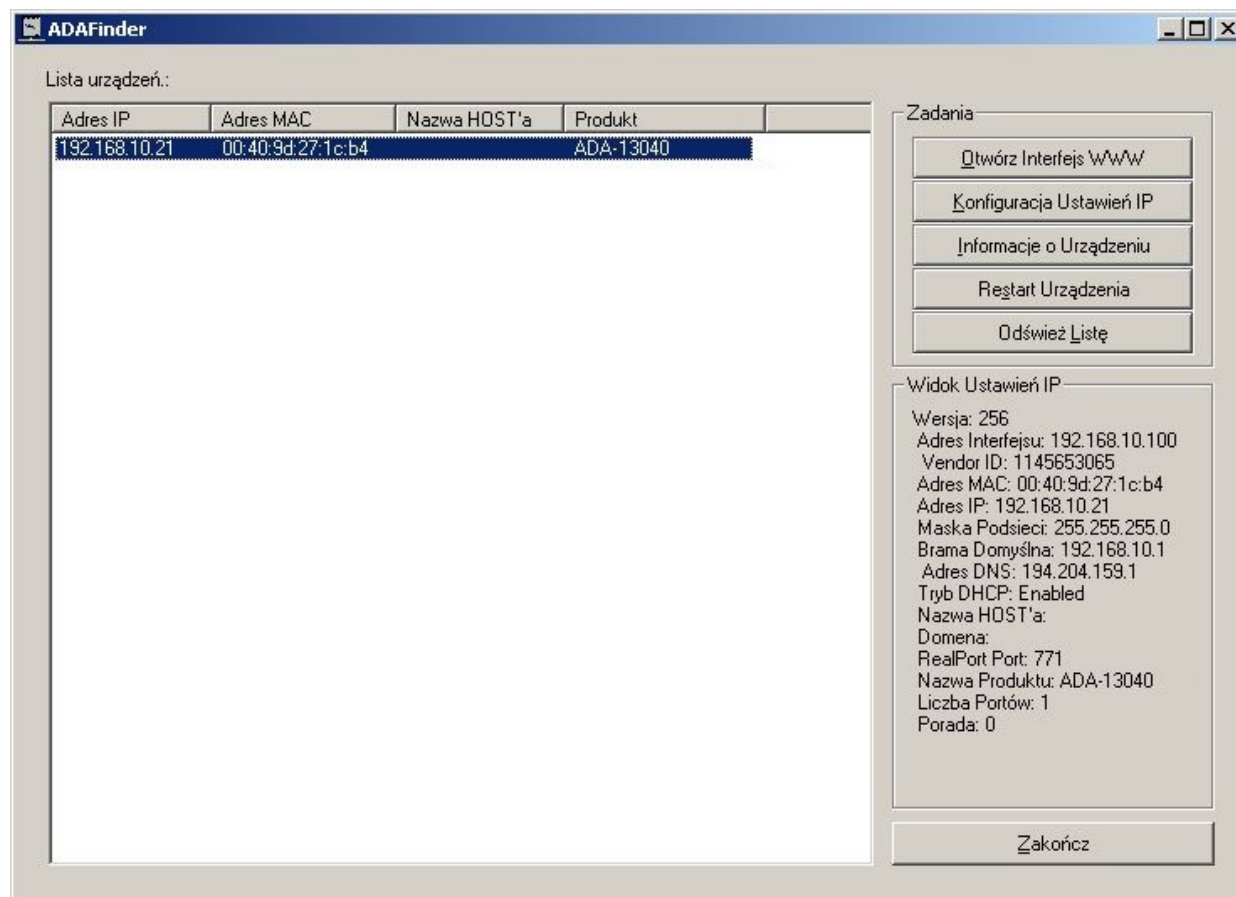 ADAFinder
Lista urządzeń.:
Adres IP Adres MAC Nazwa HOST'a Produkt
192.168.10.21 00:40:9d:27:1c:b4 ADA-13040
Zadania
Otwórz Interfejs WWW
Konfiguracja Ustawień IP
Informacje o Urządzeniu
Restart Urządzenia
Odśwież Listę
Widok Ustawień IP
Wersja: 256
Adres Interfejsu: 192.168.10.100
Vendor ID: 1145653065
Adres MAC: 00:40:9d:27:1c:b4
Adres IP: 192.168.10.21
Maska Podsieci: 255.255.255.0
Brama Domyślna: 192.168.10.1
Adres DNS: 194.204.159.1
Tryb DHCP: Enabled
Nazwa HOST'a:
Domena:
RealPort Port: 771
Nazwa Produktu: ADA-13040
Liczba Portów: 1
Porada: 0
Zakończ